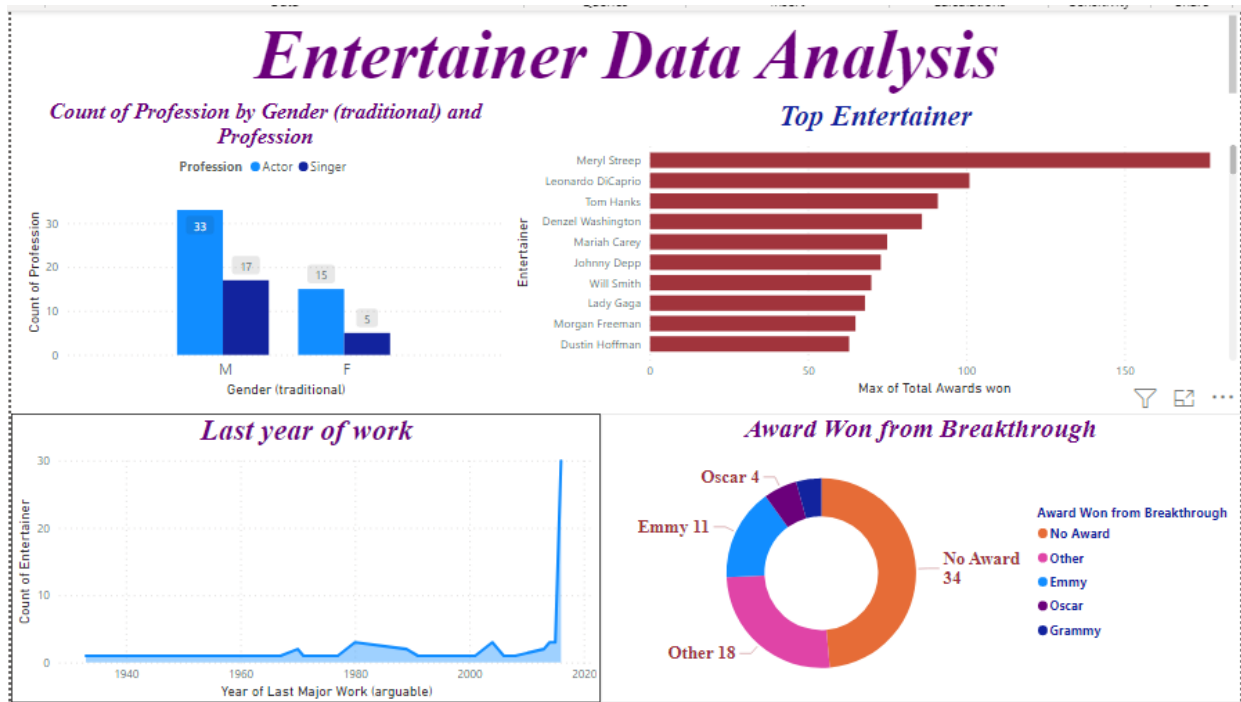 Entertainer Data Analysis
Count of Profession by Gender (traditional) and
Profession
Profession Actor Singer
Count of Profession
30
20
10
0
33
17
15
5
M
F
Gender (traditional)
Top Entertainer
Entertainer
Meryl Streep
Leonardo DiCaprio
Tom Hanks
Denzel Washington
Mariah Carey
Johnny Depp
Will Smith
Lady Gaga
Morgan Freeman
Dustin Hoffman
0 50 100 150
Max of Total Awards won
Last year of work
Count of Entertainer
30
20
10
0
1940 1960 1980 2000 2020
Year of Last Major Work (arguable)
Award Won from Breakthrough
Oscar 4
Emmy 11
Other 18
No Award
34
Award Won from Breakthrough
No Award
Other
Emmy
Oscar
Grammy